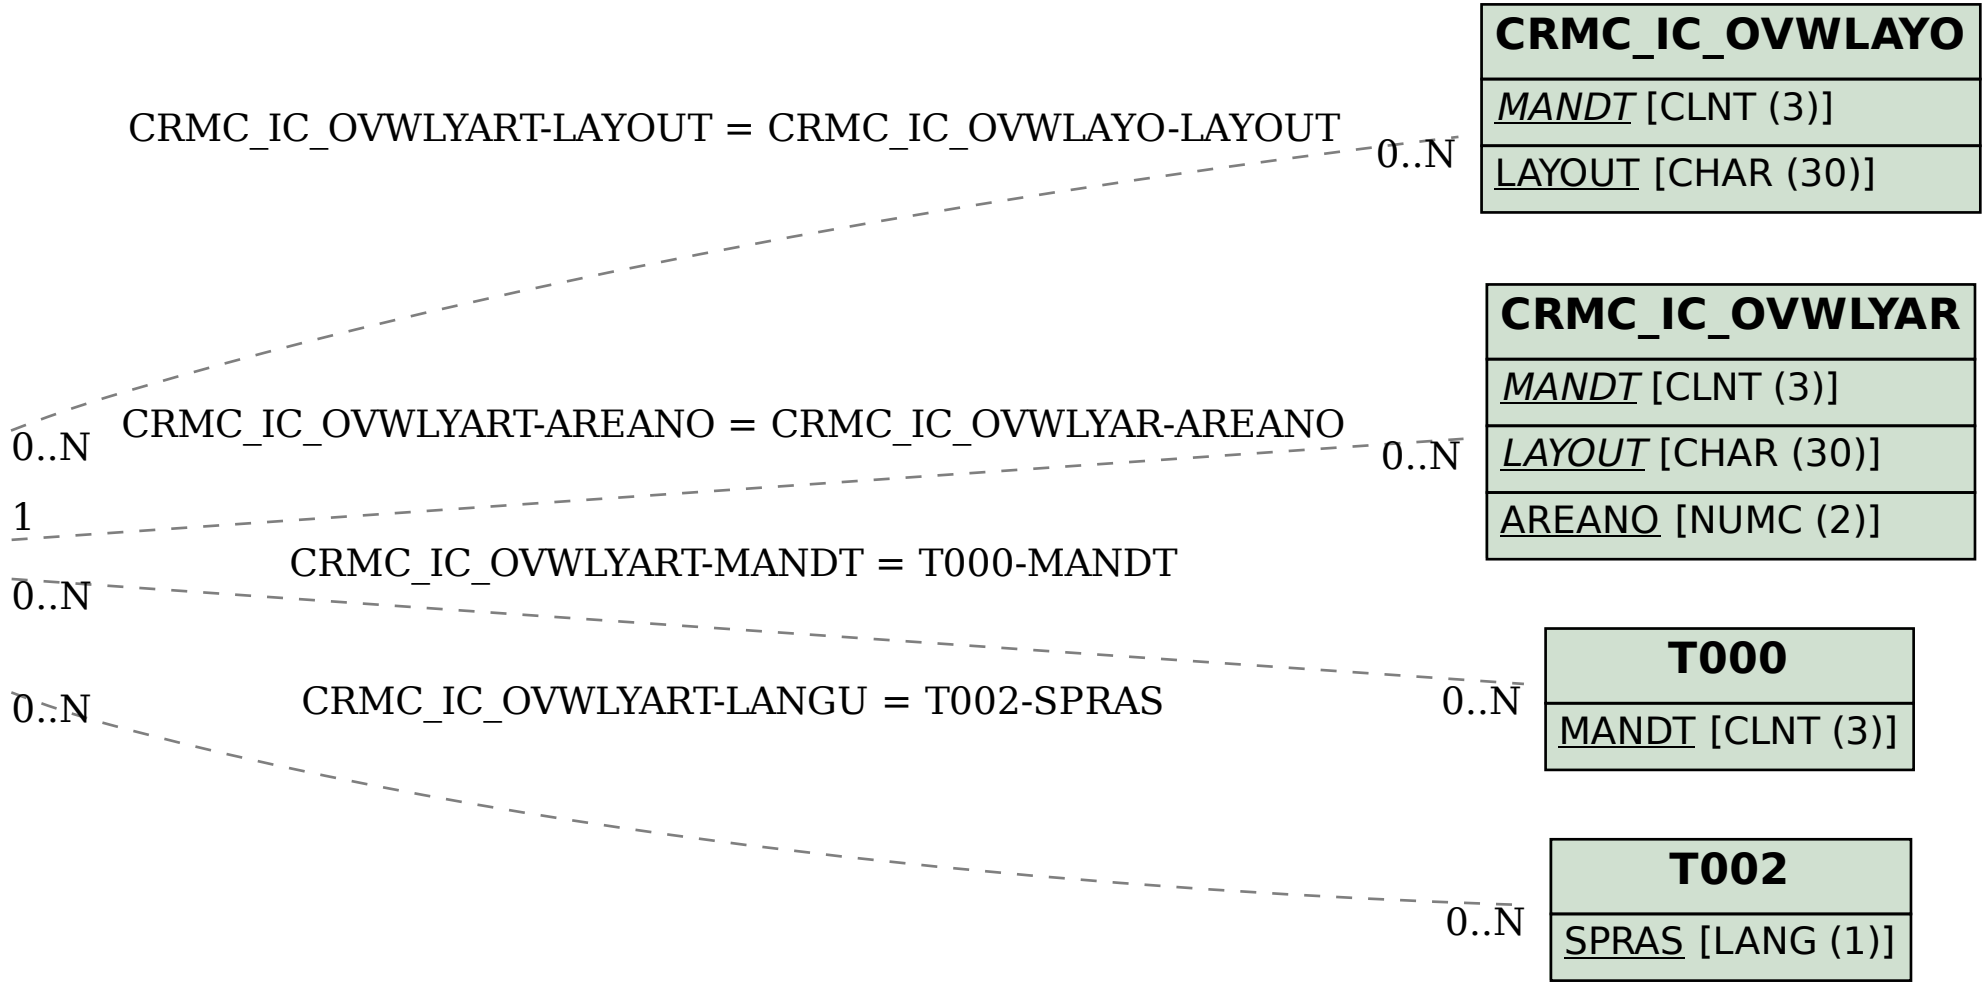 CRMC_IC_OVWLAYO
MANDT [CLNT (3)]
LAYOUT [CHAR (30)]
CRMC_IC_OVWLYART-LAYOUT = CRMC_IC_OVWLAYO-LAYOUT
0..N
0..N
CRMC_IC_OVWLYAR
MANDT [CLNT (3)]
LAYOUT [CHAR (30)]
AREANO [NUMC (2)]
CRMC_IC_OVWLYART-AREANO = CRMC_IC_OVWLYAR-AREANO
0..N
1
CRMC_IC_OVWLYART-MANDT = T000-MANDT
0..N
0..N
T000
MANDT [CLNT (3)]
CRMC_IC_OVWLYART-LANGU = T002-SPRAS
0..N
0..N
T002
SPRAS [LANG (1)]